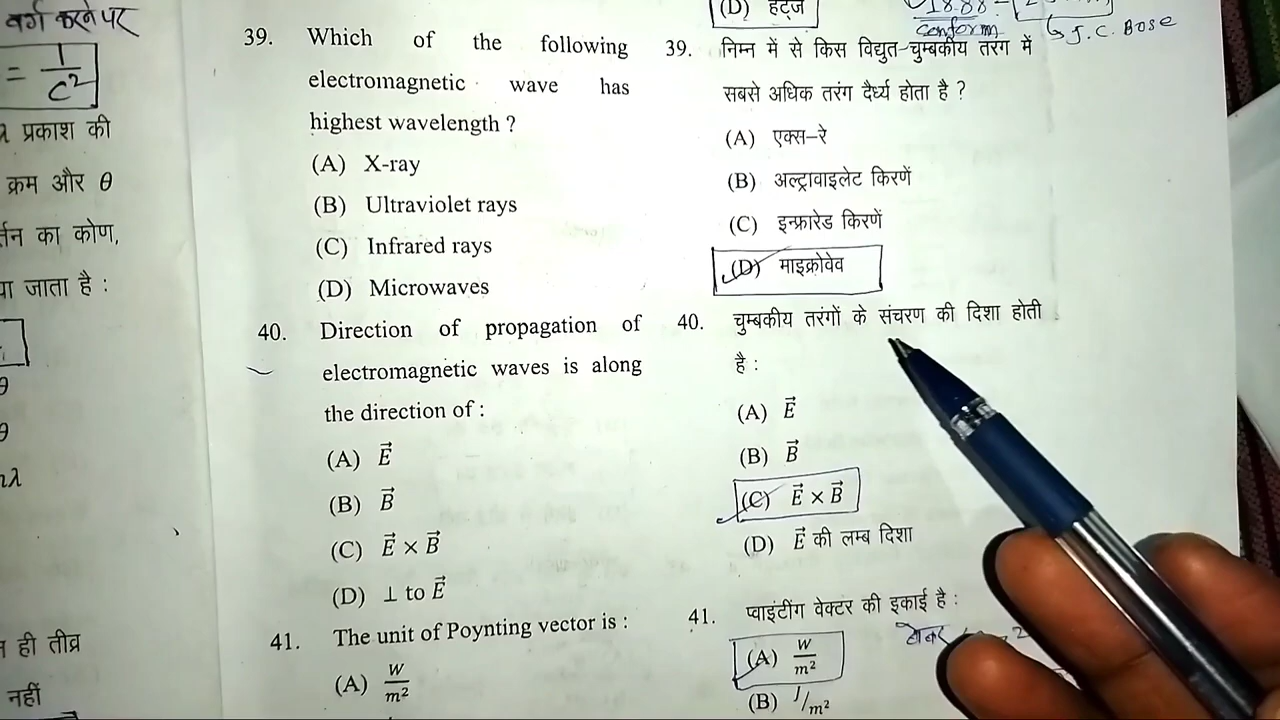 वर्ग करने पर
= 1/c²
प्रकाश की
क्रम और θ
का कोण,
जाता है :
θ
θ
ही तीव्र
नहीं
39. Which of the following
electromagnetic wave has
highest wavelength ?
(A) X-ray
(B) Ultraviolet rays
(C) Infrared rays
(D) Microwaves
40. Direction of propagation of
electromagnetic waves is along
the direction of :
(A) E⃗
(B) B⃗
(C) E⃗ × B⃗
(D) ⊥ to E⃗
41. The unit of Poynting vector is :
(A) W/m²
(D) हर्ट्ज
conform
J. C. BOSE
39. निम्न में से किस विद्युत-चुम्बकीय तरंग में
सबसे अधिक तरंग दैर्ध्य होता है ?
(A) एक्स-रे
(B) अल्ट्रावाइलेट किरणें
(C) इन्फ्रारेड किरणें
(D) माइक्रोवेव
40. चुम्बकीय तरंगों के संचरण की दिशा होती
है :
(A) E⃗
(B) B⃗
(C) E⃗ × B⃗
(D) E⃗ की लम्ब दिशा
41. प्वाइंटींग वेक्टर की इकाई है :
(A) W/m²
(B) J/m²